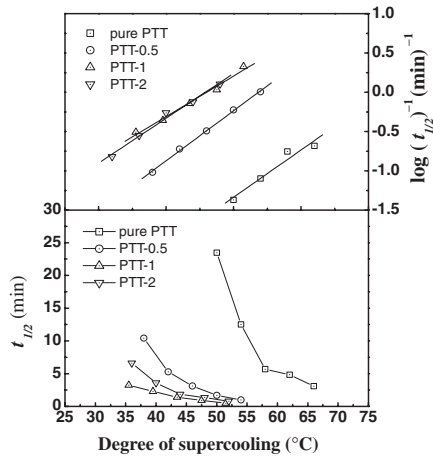 pure PTT
PTT-0.5
PTT-1
PTT-2
1.0
0.5
0.0
-0.5
-1.0
-1.5
log (t1/2)−1 (min)−1
30
25
20
15
10
5
0
t1/2 (min)
pure PTT
PTT-0.5
PTT-1
PTT-2
25 30 35 40 45 50 55 60 65 70 75
Degree of supercooling (°C)